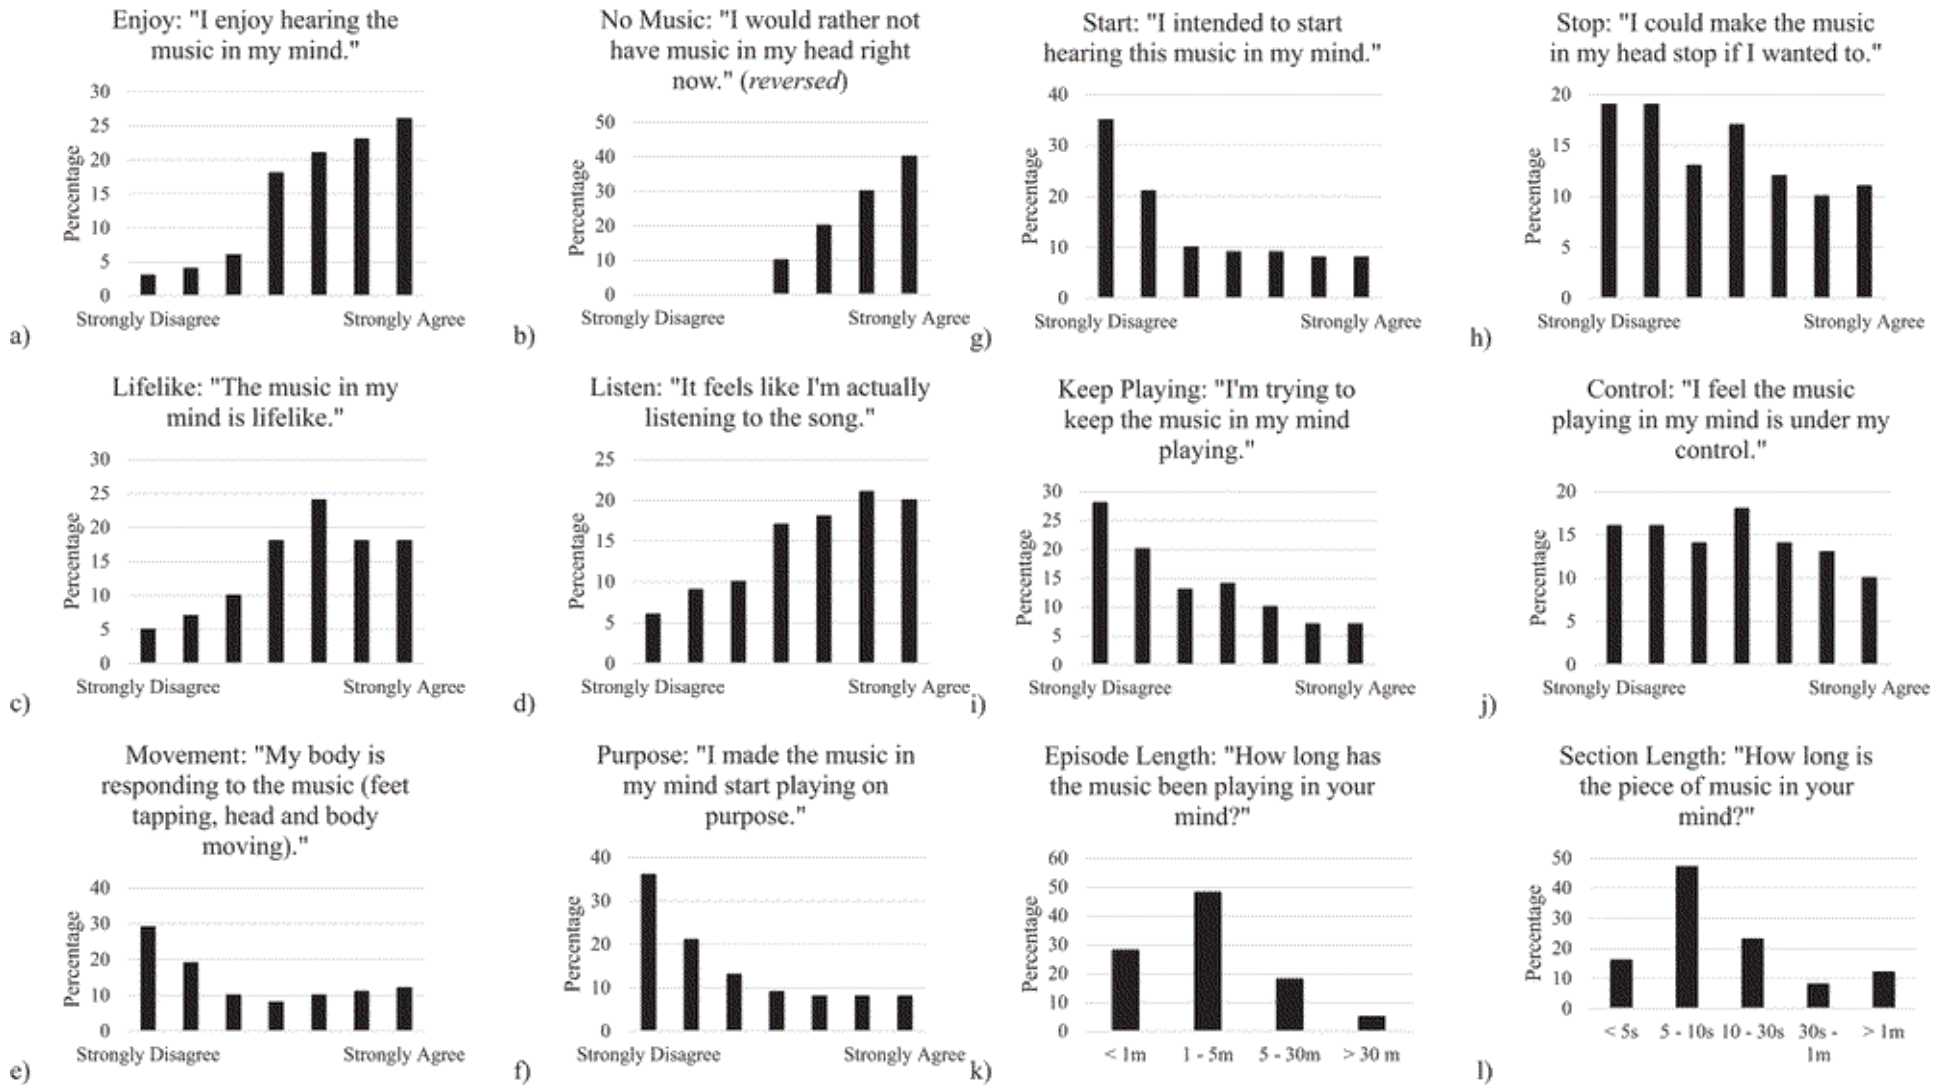 Enjoy: "I enjoy hearing the
music in my mind."
30
25
20
15
10
5
0
Percentage
Strongly Disagree
Strongly Agree
a)
No Music: "I would rather not
have music in my head right
now." (reversed)
50
40
30
20
10
0
Percentage
Strongly Disagree
Strongly Agree
b)
Start: "I intended to start
hearing this music in my mind."
40
30
20
10
0
Percentage
Strongly Disagree
Strongly Agree
g)
Stop: "I could make the music
in my head stop if I wanted to."
20
15
10
5
0
Percentage
Strongly Disagree
Strongly Agree
h)
Lifelike: "The music in my
mind is lifelike."
30
25
20
15
10
5
0
Percentage
Strongly Disagree
Strongly Agree
c)
Listen: "It feels like I'm actually
listening to the song."
25
20
15
10
5
0
Percentage
Strongly Disagree
Strongly Agree
d)
Keep Playing: "I'm trying to
keep the music in my mind
playing."
30
25
20
15
10
5
0
Percentage
Strongly Disagree
Strongly Agree
i)
Control: "I feel the music
playing in my mind is under my
control."
20
15
10
5
0
Percentage
Strongly Disagree
Strongly Agree
j)
Movement: "My body is
responding to the music (feet
tapping, head and body
moving)."
40
30
20
10
0
Percentage
Strongly Disagree
Strongly Agree
e)
Purpose: "I made the music in
my mind start playing on
purpose."
40
30
20
10
0
Percentage
Strongly Disagree
Strongly Agree
f)
Episode Length: "How long has
the music been playing in your
mind?"
60
50
40
30
20
10
0
Percentage
< 1m
1 - 5m
5 - 30m
> 30 m
k)
Section Length: "How long is
the piece of music in your
mind?"
50
40
30
20
10
0
Percentage
< 5s
5 - 10s
10 - 30s
30s -
1m
> 1m
l)